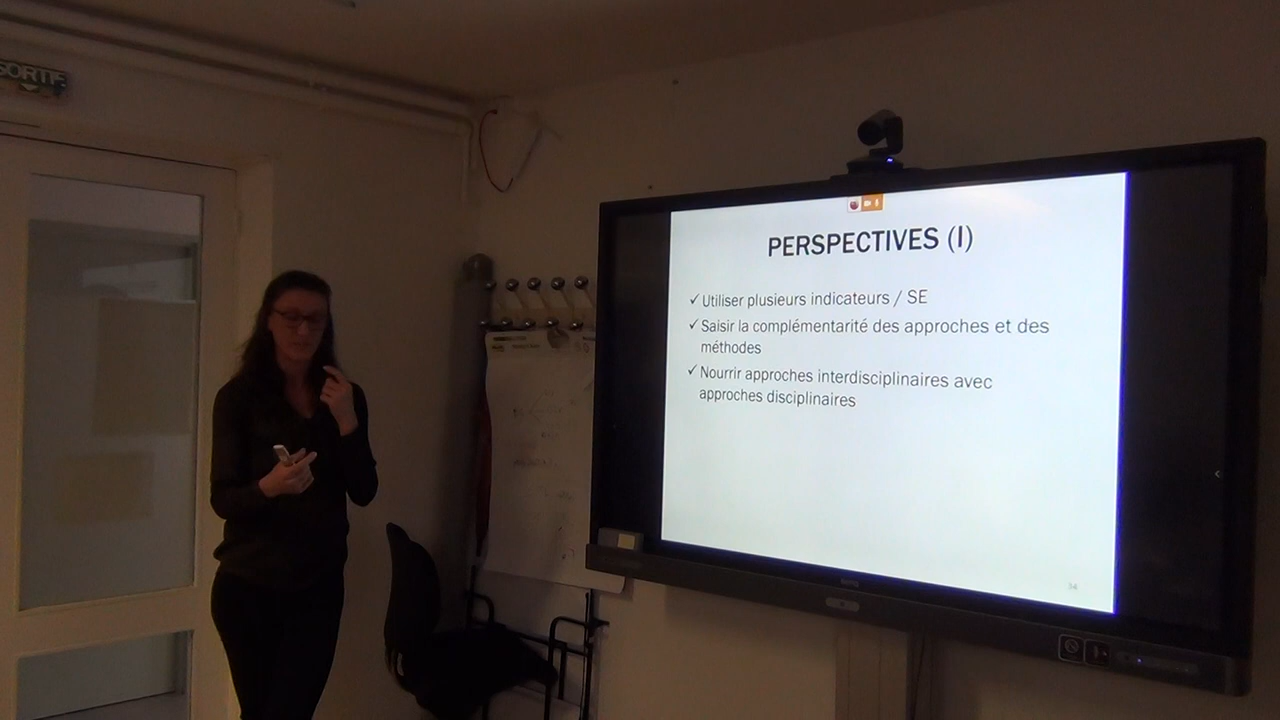 SORTIE
PERSPECTIVES (I)
✓ Utiliser plusieurs indicateurs / SE
✓ Saisir la complémentarité des approches et des
méthodes
✓ Nourrir approches interdisciplinaires avec
approches disciplinaires
34